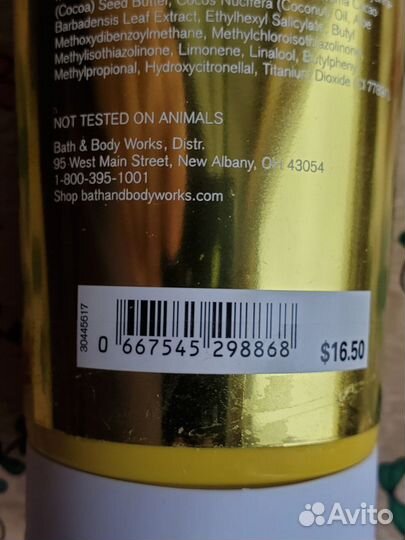 (Cocoa) Seed Butter, Cocos Nucifera (Coconut) Oil, Aloe
Barbadensis Leaf Extract, Ethylhexyl Salicylate, Butyl
Methoxydibenzoylmethane, Methylchloroisothiazolinone,
Methylisothiazolinone, Limonene, Linalool, Butylphenyl
Methylpropional, Hydroxycitronellal, Titanium Dioxide (CI 77891),
NOT TESTED ON ANIMALS
Bath & Body Works, Distr.
95 West Main Street, New Albany, OH 43054
1-800-395-1001
Shop bathandbodyworks.com
30445617
0 667545 298868
$16.50
Avito